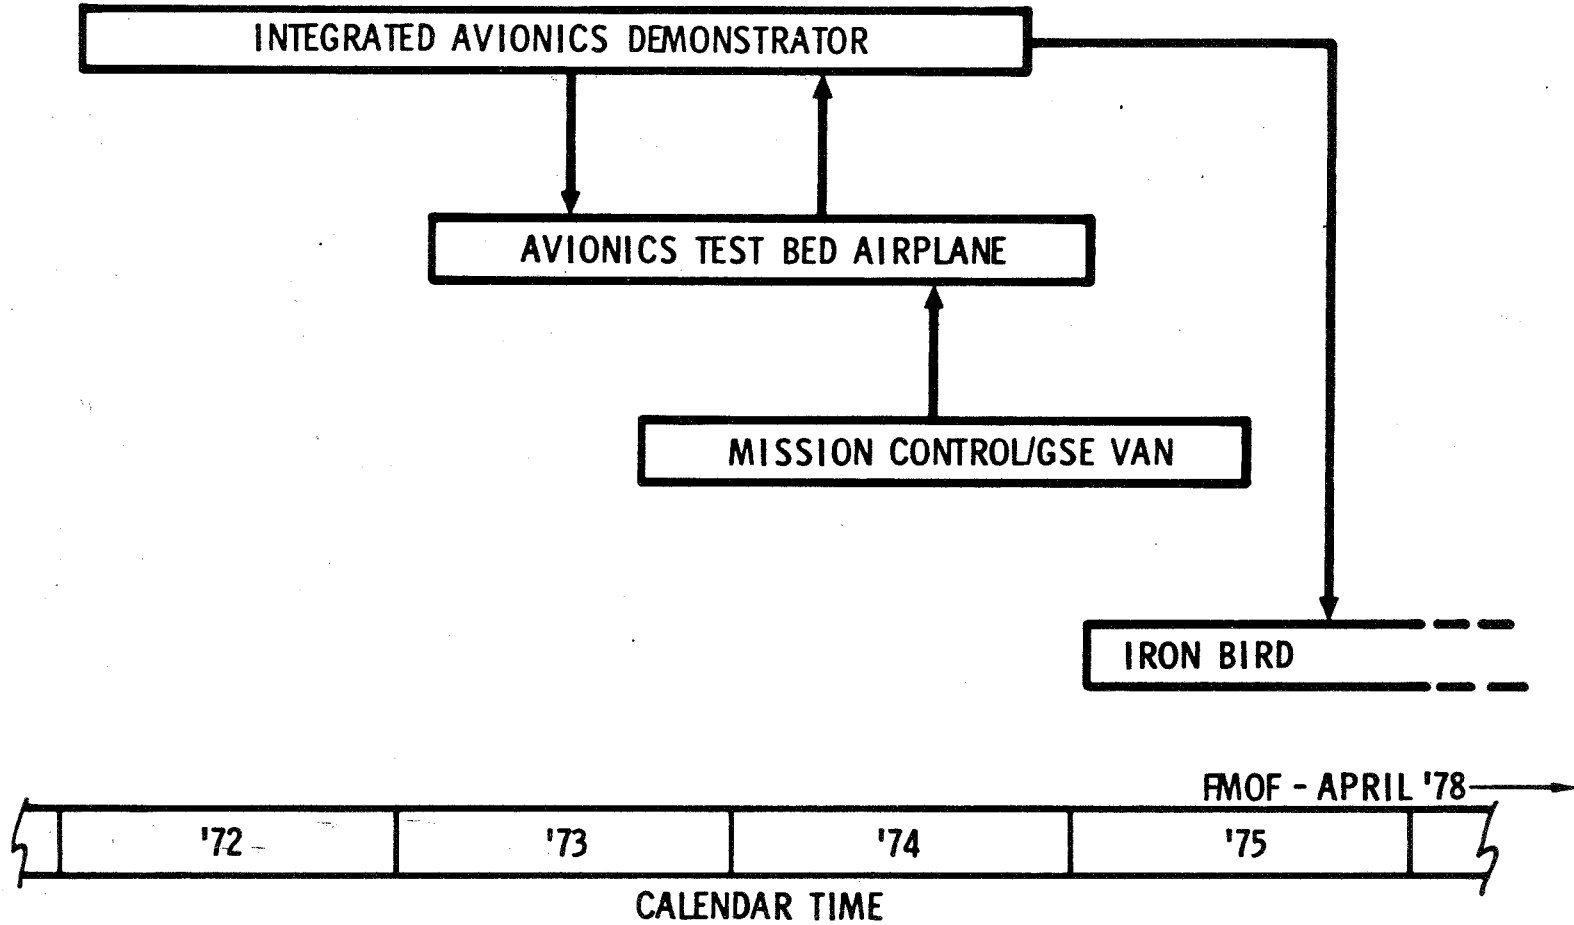 INTEGRATED AVIONICS DEMONSTRATOR
AVIONICS TEST BED AIRPLANE
MISSION CONTROL/GSE VAN
IRON BIRD
FMOF - APRIL '78
'72 '73 '74 '75
CALENDAR TIME